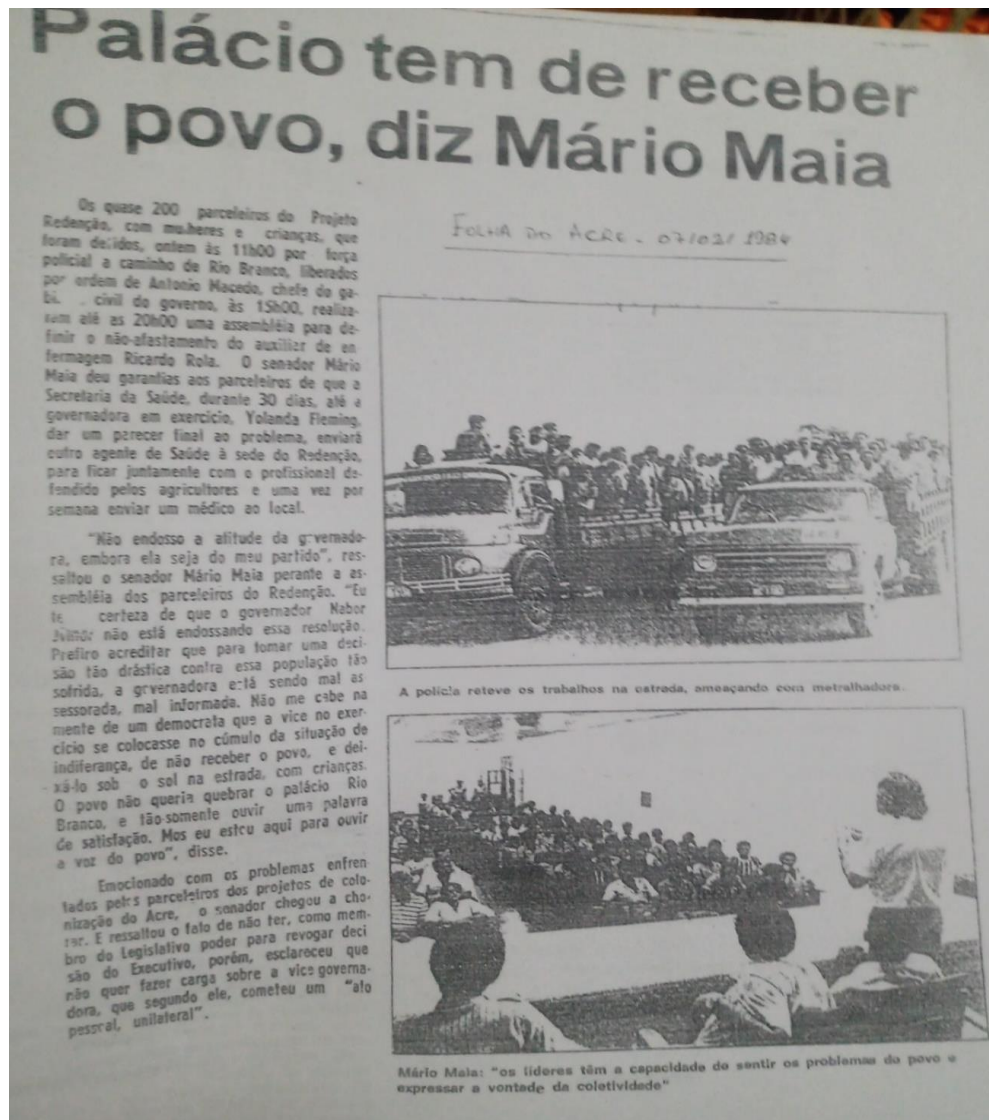 Palácio tem de receber
o povo, diz Mário Maia
FOLHA DO ACRE - 07/02/1984
Os quase 200 parceleiros do Projeto
Redenção, com mulheres e crianças, que
foram detidos, ontem às 11h00 por força
policial a caminho de Rio Branco, liberados
por ordem de Antonio Macedo, chefe do ga-
civil do governo, às 15h00, realiza-
ram até as 20h00 uma assembléia para de-
finir o não-afastamento do auxiliar de en
fermagem Ricardo Rola. O senador Mário
Maia deu garantias aos parceleiros de que a
Secretaria da Saúde, durante 30 dias, até a
governadora em exercício, Yolanda Fleming,
dar um parecer final ao problema, enviará
outro agente de Saúde à sede do Redenção,
para ficar juntamente com o profissional de-
fendido pelos agricultores e uma vez por
semana enviar um médico ao local.
"Não endosso a atitude da governado-
ra, embora ela seja do meu partido", res-
saltou o senador Mário Maia perante a as-
sembléia dos parceleiros do Redenção. "Eu
certeza de que o governador Nabor
não está endossando essa resolução.
Prefiro acreditar que para tomar uma deci-
são tão drástica contra essa população tão
sofrida, a governadora está sendo mal as
sessorada, mal informada. Não me cabe na
mente de um democrata que a vice no exer-
cício se colocasse no cúmulo da situação de
indiferança, de não receber o povo, e dei-
xá-lo sob o sol na estrada, com crianças.
O povo não queria quebrar o palácio Rio
Branco, e tão-somente ouvir uma palavra
de satisfação. Mos eu estou aqui para ouvir
a voz do povo", disse.
Emocionado com os problemas enfren
tados pelos parceleiros dos projetos de colo-
nização do Acre, o senador chegou a cho-
rar. E ressaltou o fato de não ter, como mem-
bro do Legislativo poder para revogar deci
são do Executivo, porém, esclareceu que
não quer fazer carga sobre a vice-governa-
dora, que segundo ele, cometeu um "ato
pessoal, unilateral".
A polícia reteve os trabalhos na estrada, ameaçando com metralhadora.
Mário Maia: "os líderes têm a capacidade de sentir os problemas do povo e
expressar a vontade da coletividade"